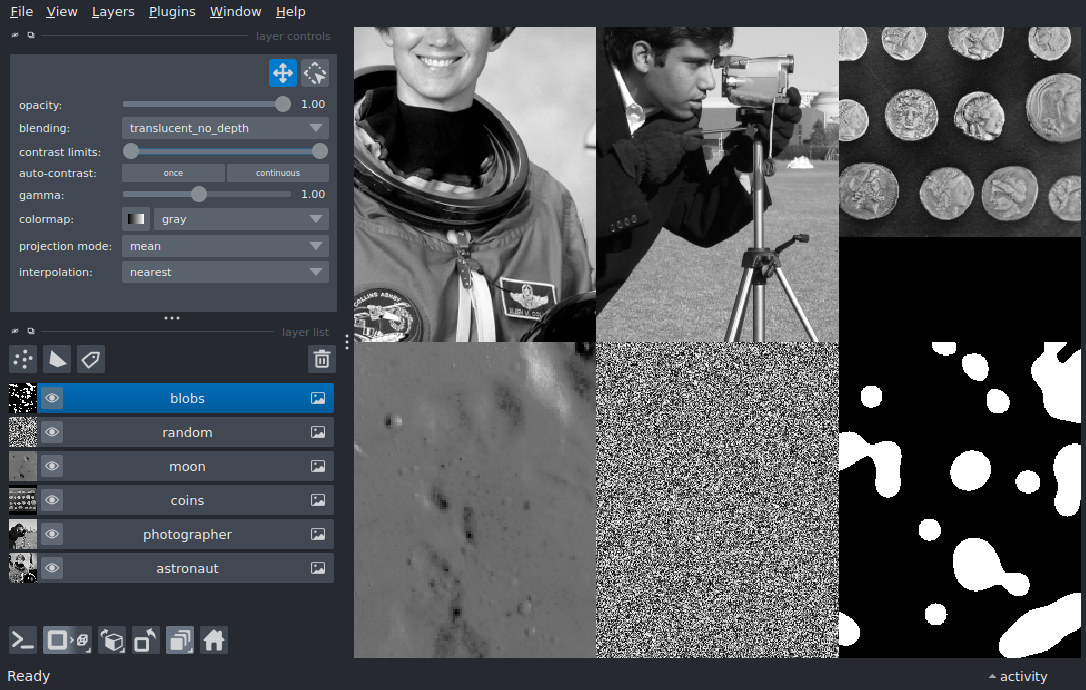 File View Layers Plugins Window Help
layer controls
opacity: 1.00
blending: translucent_no_depth
contrast limits:
auto-contrast: once continuous
gamma: 1.00
colormap: gray
projection mode: mean
interpolation: nearest
layer list
blobs
random
moon
coins
photographer
astronaut
Ready
activity